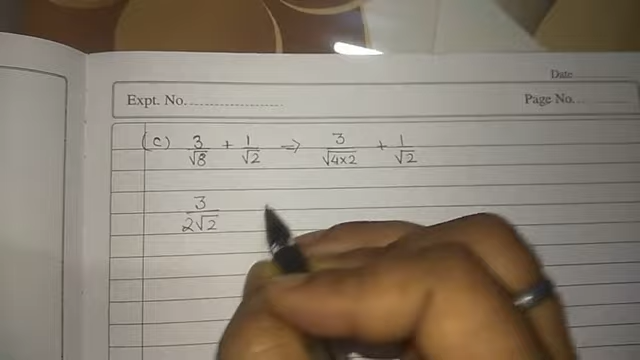 Date
Expt. No.
Page No.
(c) 3/√8 + 1/√2 → 3/√4×2 + 1/√2
3/2√2